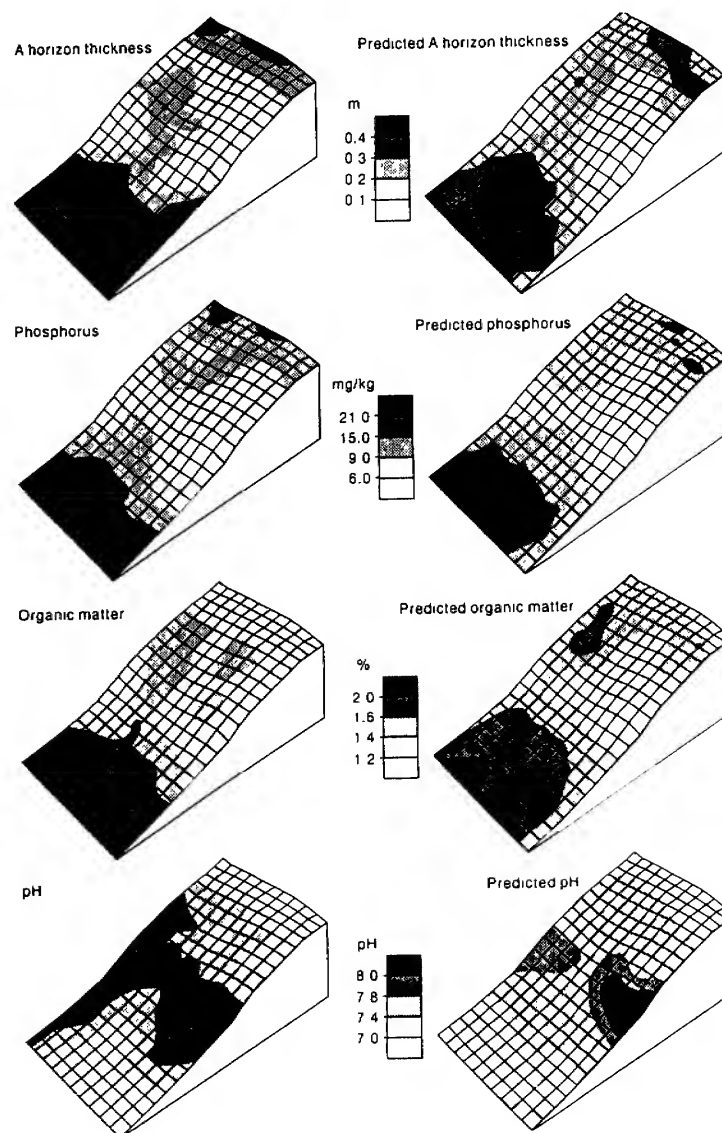 A horizon thickness
Predicted A horizon thickness
m
0.4
0 3
0 2
0 1
Phosphorus
Predicted phosphorus
mg/kg
21 0
15.0
9 0
6.0
Organic matter
Predicted organic matter
%
2 0
1.6
1 4
1 2
pH
Predicted pH
pH
8 0
7 8
7 4
7 0